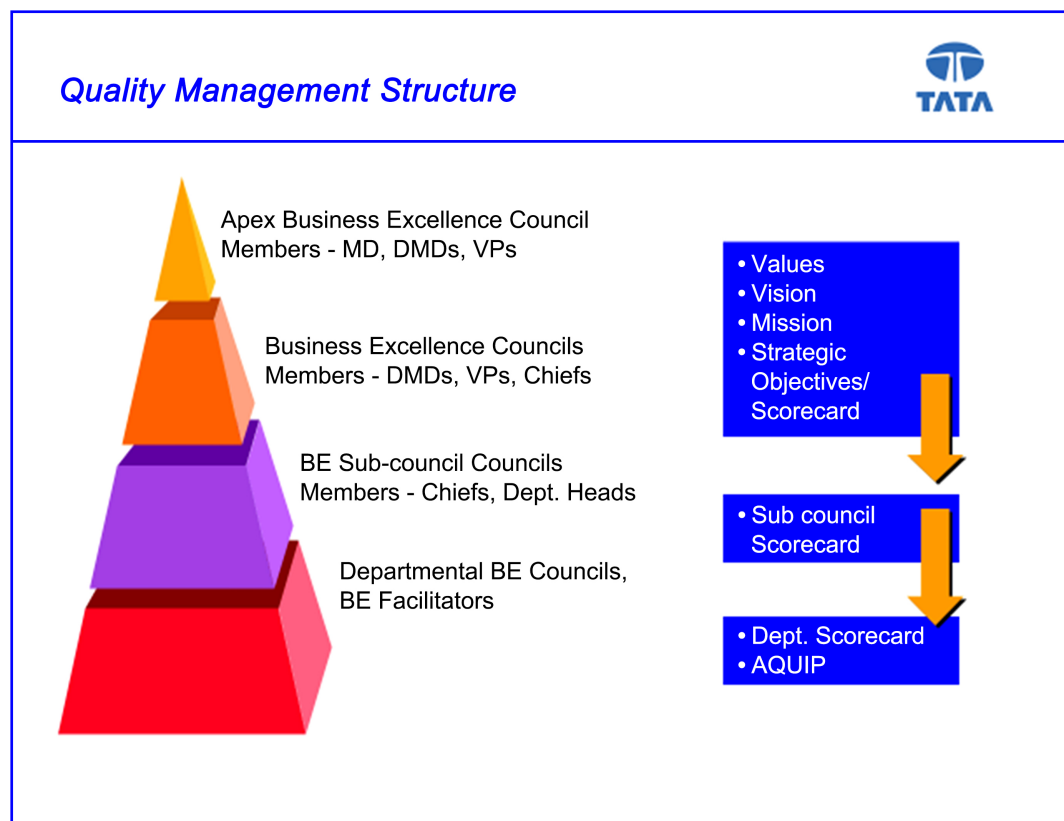 Quality Management Structure
TATA
Apex Business Excellence Council
Members - MD, DMDs, VPs
Business Excellence Councils
Members - DMDs, VPs, Chiefs
BE Sub-council Councils
Members - Chiefs, Dept. Heads
Departmental BE Councils,
BE Facilitators
• Values
• Vision
• Mission
• Strategic
Objectives/
Scorecard
• Sub council
Scorecard
• Dept. Scorecard
• AQUIP